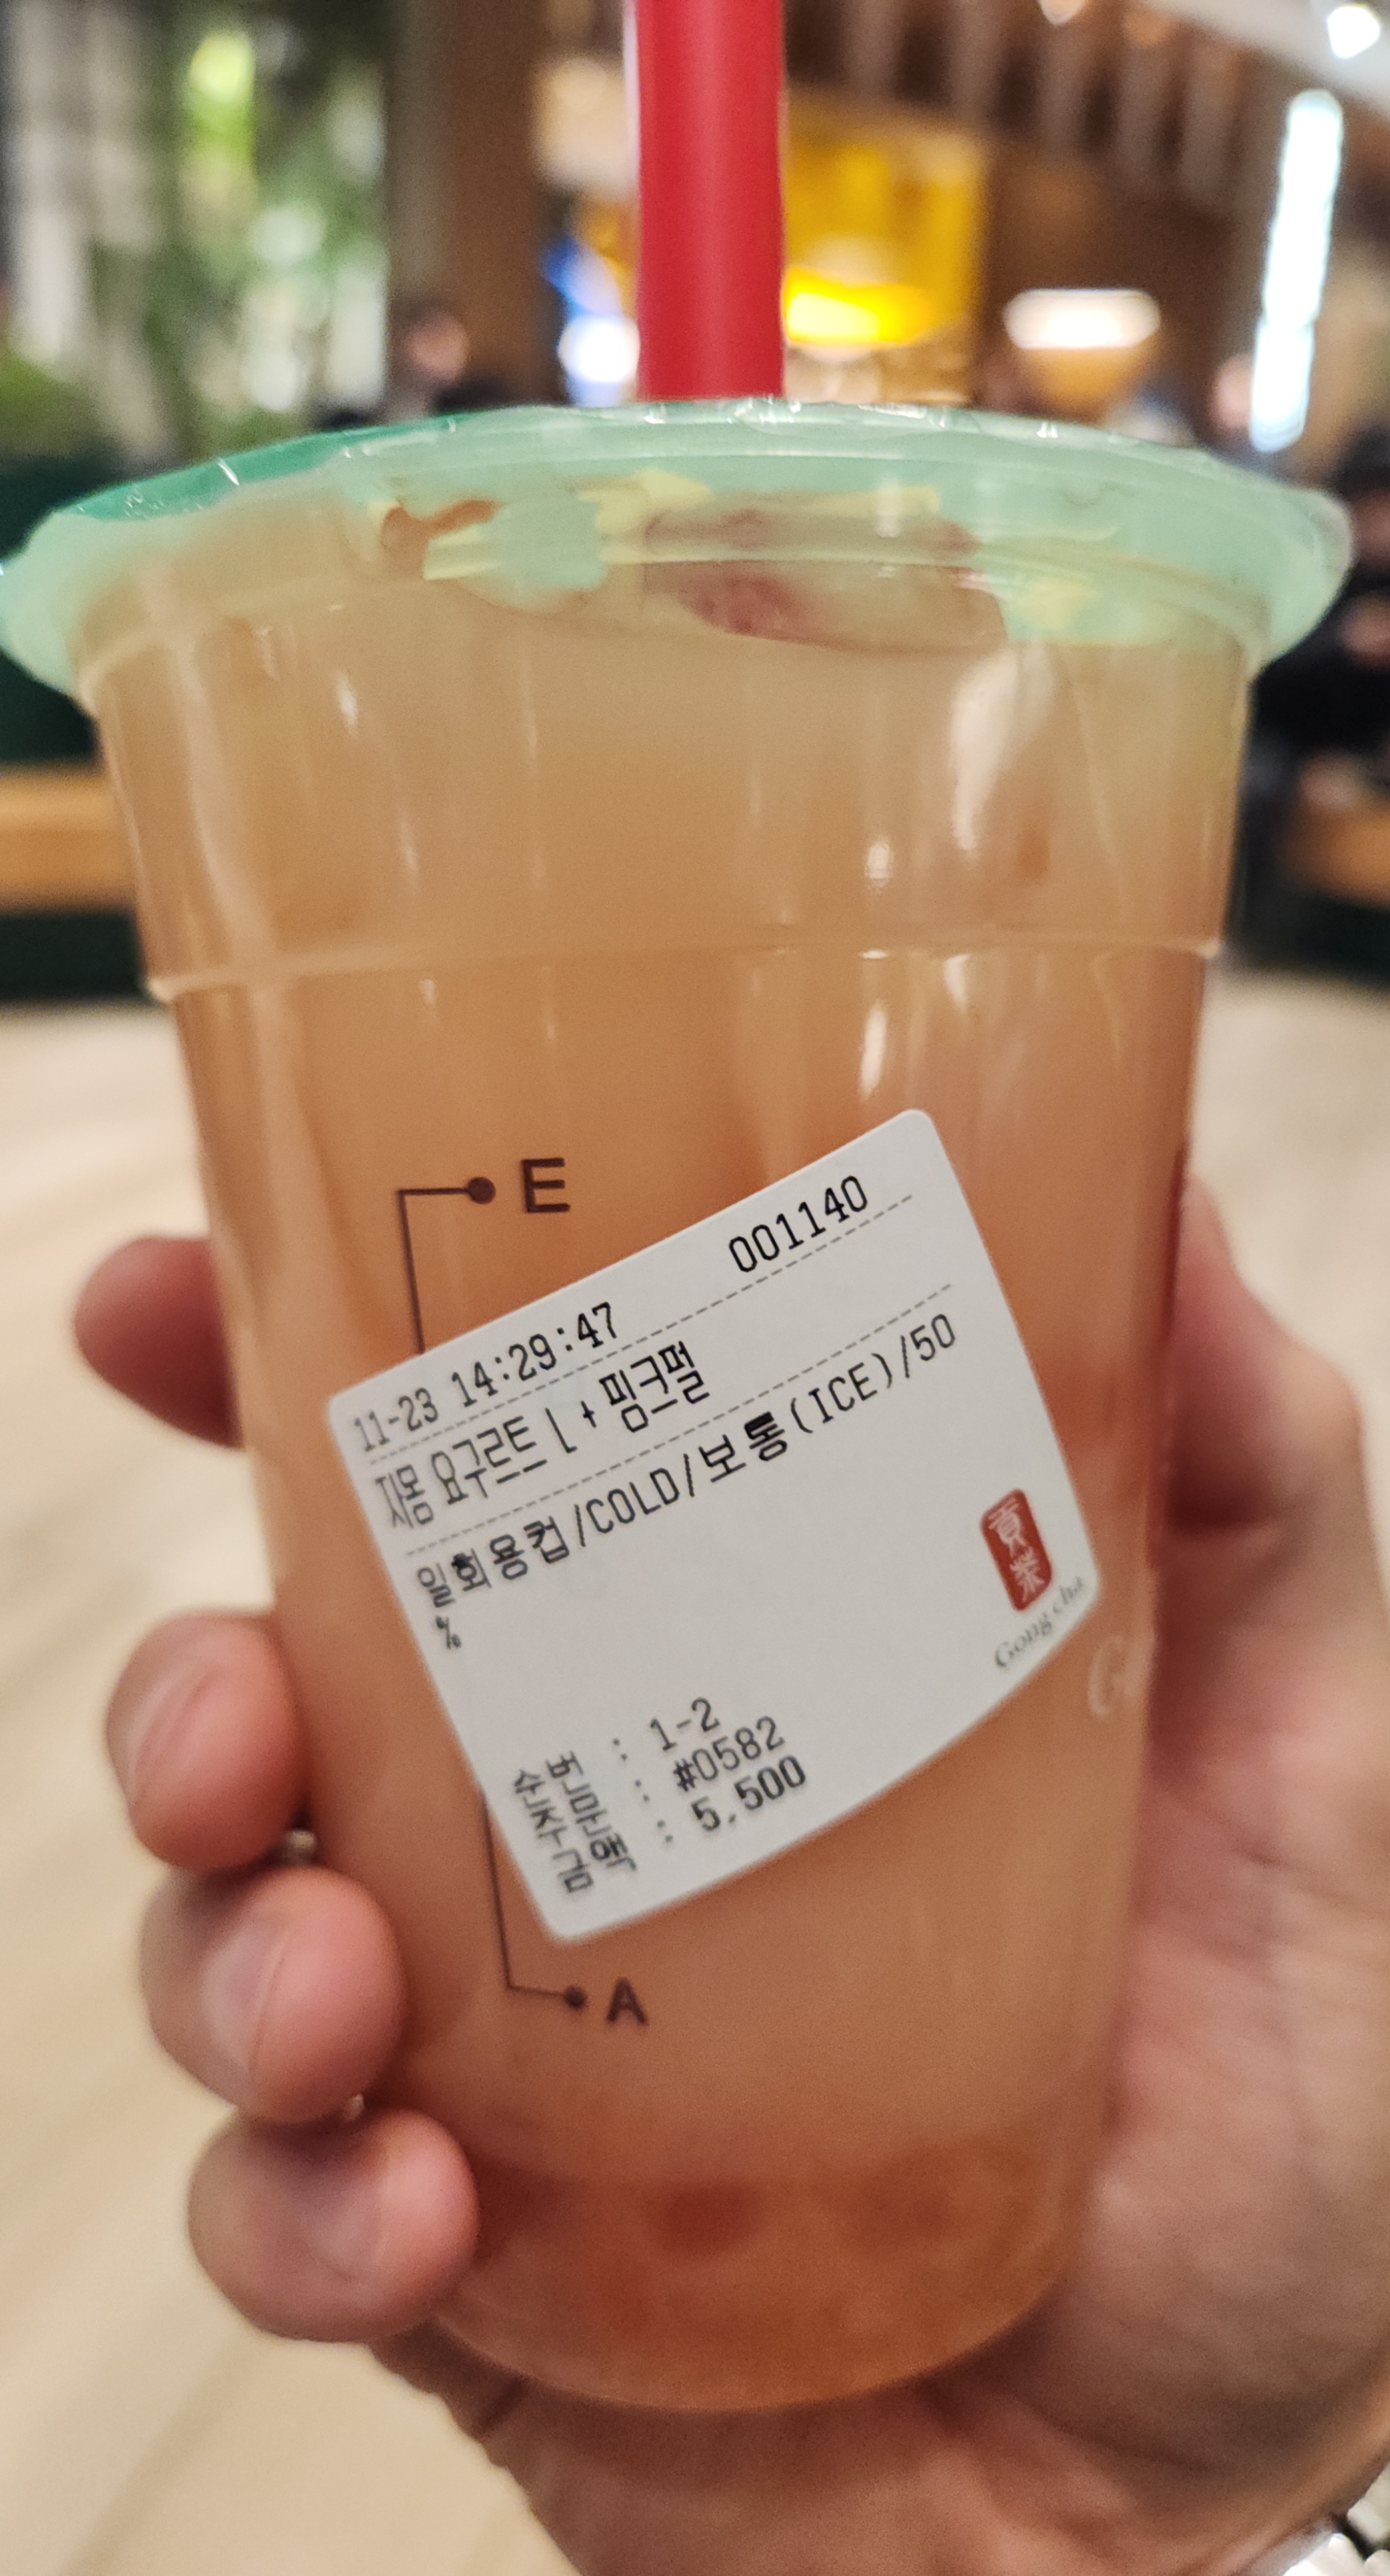 E
11-23 14:29:47 001140
자몽 요구르트 L + 핑크펄
일회용컵/COLD/보통(ICE)/50
%
순번 : 1-2
주문 : #0582
금액 : 5,500
貢茶
Gong cha
A